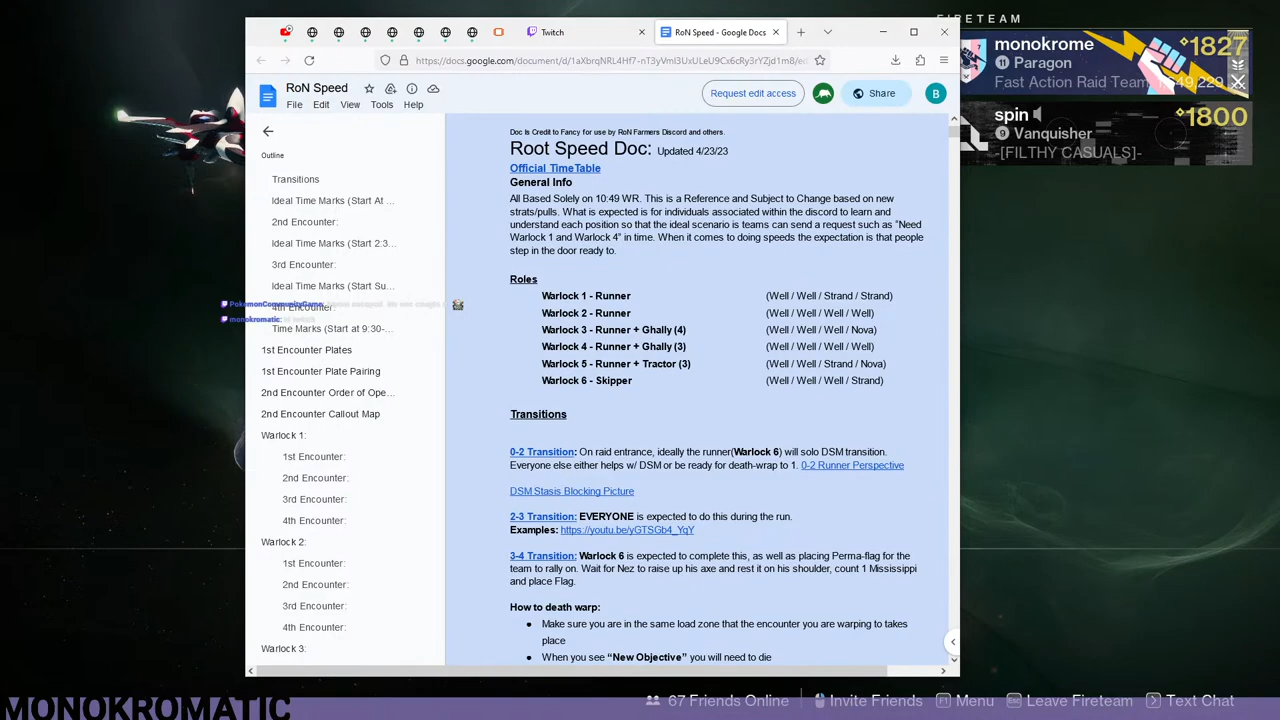 FIRETEAM
Twitch
RoN Speed - Google Docs
monokrome
1827
11 Paragon
Fast Action Raid Team
49,229
spin
1800
9 Vanquisher
-[FILTHY CASUALS]-
RoN Speed
File Edit View Tools Help
Request edit access
Share
B
Outline
Transitions
Ideal Time Marks (Start At ...
2nd Encounter:
Ideal Time Marks (Start 2:3...
3rd Encounter:
Ideal Time Marks (Start Su...
4th Encounter:
Time Marks (Start at 9:30-...
1st Encounter Plates
1st Encounter Plate Pairing
2nd Encounter Order of Ope...
2nd Encounter Callout Map
Warlock 1:
1st Encounter:
2nd Encounter:
3rd Encounter:
4th Encounter:
Warlock 2:
1st Encounter:
2nd Encounter:
3rd Encounter:
4th Encounter:
Warlock 3:
PokemonCommunityGame:
monokromatic:
Doc Is Credit to Fancy for use by RoN Farmers Discord and others.
Root Speed Doc: Updated 4/23/23
Official TimeTable
General Info
All Based Solely on 10:49 WR. This is a Reference and Subject to Change based on new
strats/pulls. What is expected is for individuals associated within the discord to learn and
understand each position so that the ideal scenario is teams can send a request such as “Need
Warlock 1 and Warlock 4” in time. When it comes to doing speeds the expectation is that people
step in the door ready to.
Roles
Warlock 1 - Runner (Well / Well / Strand / Strand)
Warlock 2 - Runner (Well / Well / Well / Well)
Warlock 3 - Runner + Ghally (4) (Well / Well / Well / Nova)
Warlock 4 - Runner + Ghally (3) (Well / Well / Well / Well)
Warlock 5 - Runner + Tractor (3) (Well / Well / Strand / Nova)
Warlock 6 - Skipper (Well / Well / Well / Strand)
Transitions
0-2 Transition: On raid entrance, ideally the runner(Warlock 6) will solo DSM transition.
Everyone else either helps w/ DSM or be ready for death-wrap to 1. 0-2 Runner Perspective
DSM Stasis Blocking Picture
2-3 Transition: EVERYONE is expected to do this during the run.
Examples: https://youtu.be/yGTSGb4_YqY
3-4 Transition: Warlock 6 is expected to complete this, as well as placing Perma-flag for the
team to rally on. Wait for Nez to raise up his axe and rest it on his shoulder, count 1 Mississippi
and place Flag.
How to death warp:
● Make sure you are in the same load zone that the encounter you are warping to takes
place
● When you see “New Objective” you will need to die
MONOKROMATIC
67 Friends Online
Invite Friends
F1 Menu
Esc Leave Fireteam
Text Chat